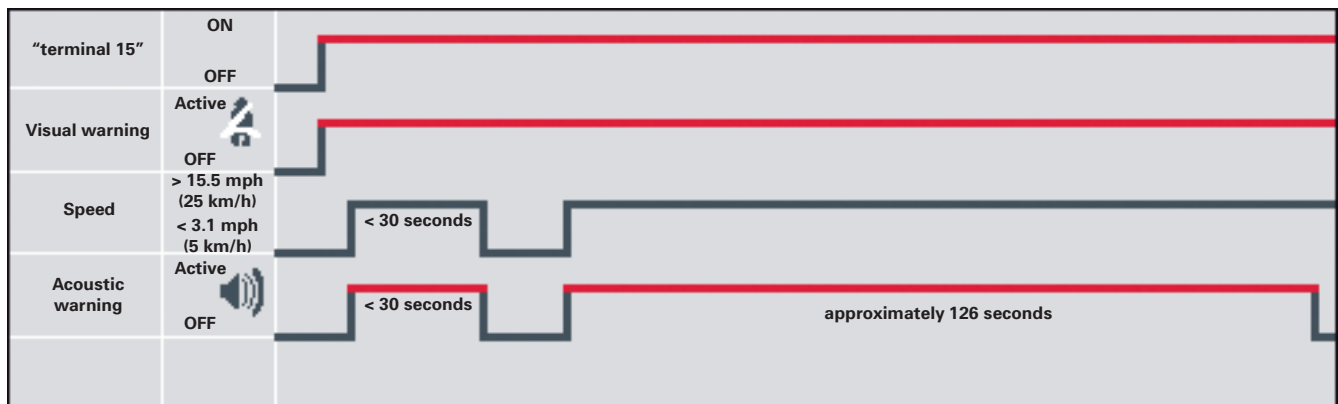 “terminal 15”
ON
OFF
Visual warning
Active
OFF
Speed
> 15.5 mph
(25 km/h)
< 3.1 mph
(5 km/h)
< 30 seconds
Acoustic
warning
Active
OFF
< 30 seconds
approximately 126 seconds